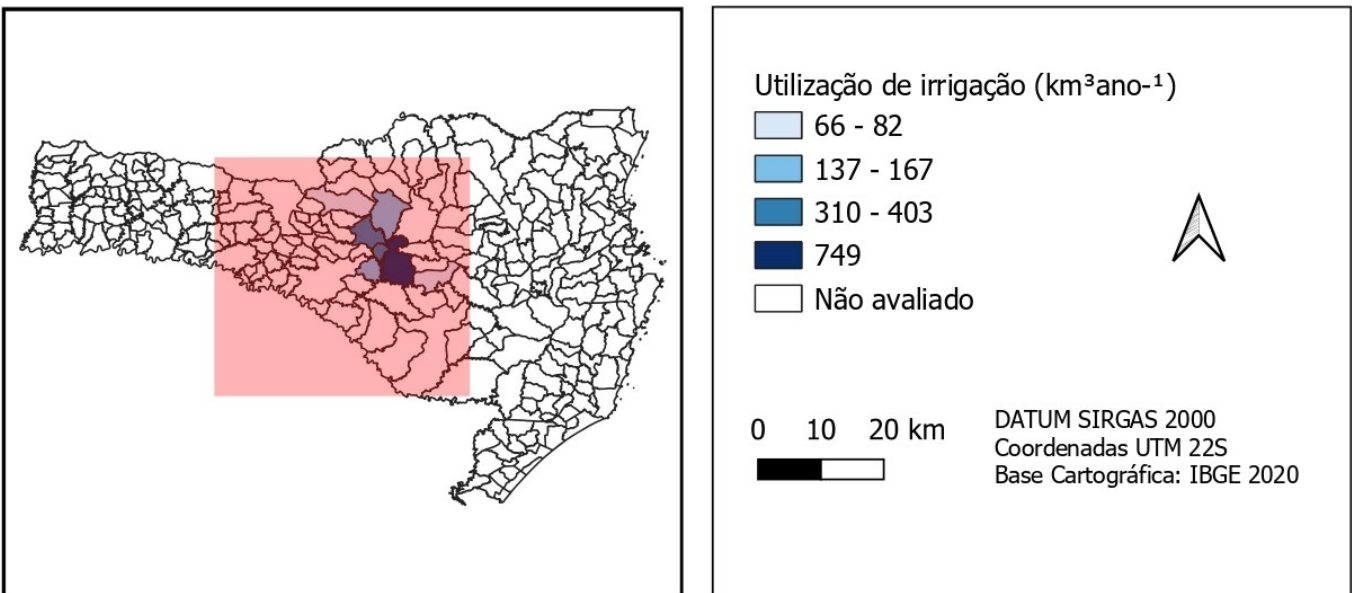 Utilização de irrigação (km³ano-¹)
66 - 82
137 - 167
310 - 403
749
Não avaliado
0 10 20 km
DATUM SIRGAS 2000
Coordenadas UTM 22S
Base Cartográfica: IBGE 2020